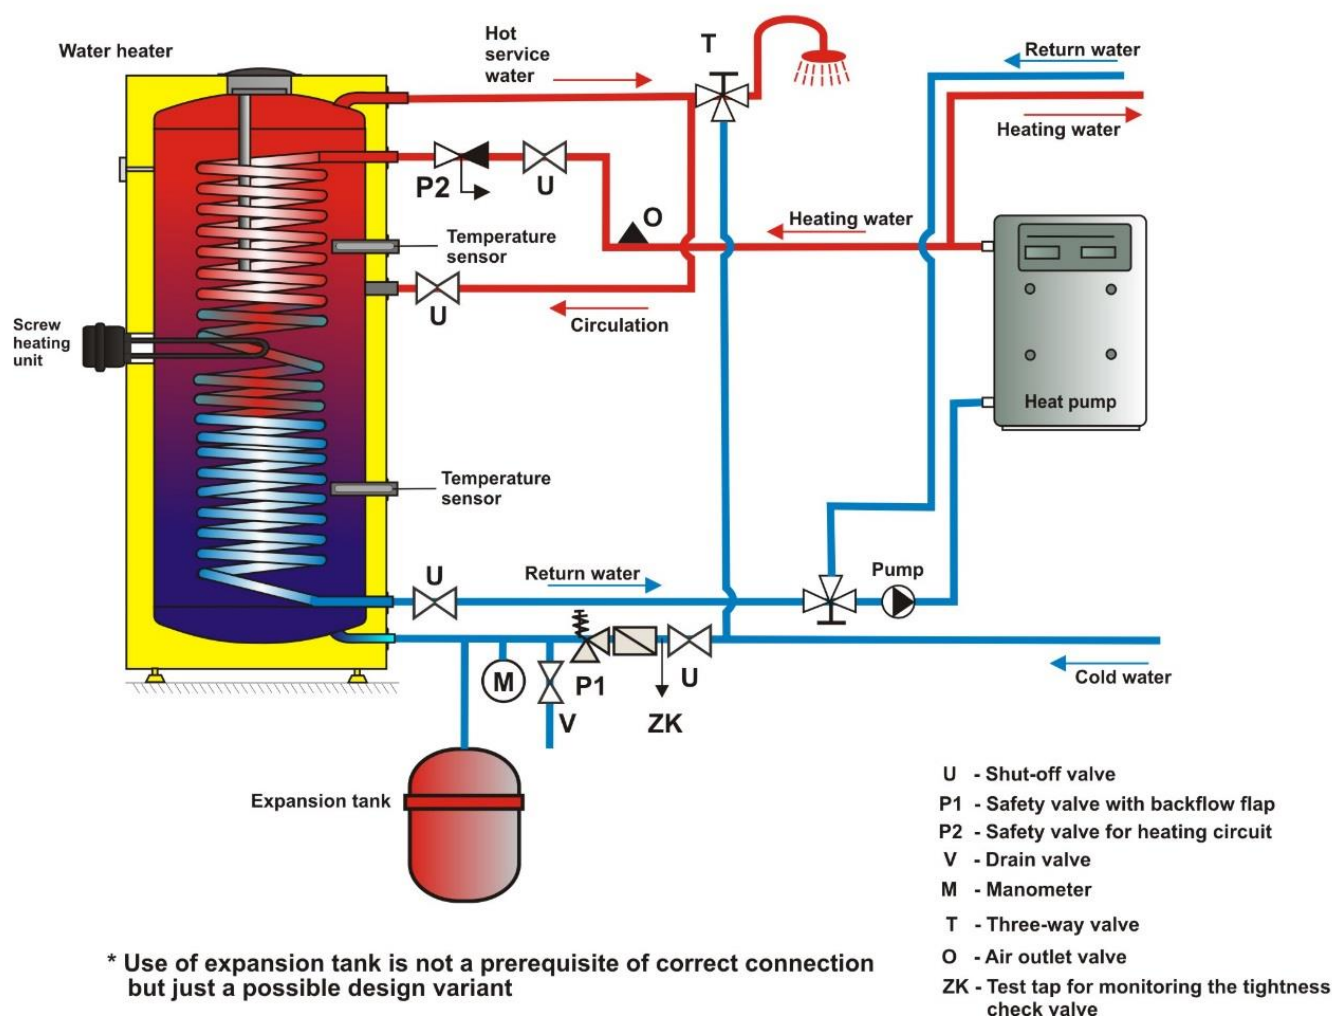 Water heater
Hot
service
water
T
Return water
Heating water
P2
U
O
Heating water
Temperature
sensor
U
Circulation
Screw
heating
unit
Heat pump
Temperature
sensor
U
Return water
Pump
M
V
P1
ZK
U
Cold water
Expansion tank
U - Shut-off valve
P1 - Safety valve with backflow flap
P2 - Safety valve for heating circuit
V - Drain valve
M - Manometer
T - Three-way valve
O - Air outlet valve
ZK - Test tap for monitoring the tightness
check valve
* Use of expansion tank is not a prerequisite of correct connection
but just a possible design variant